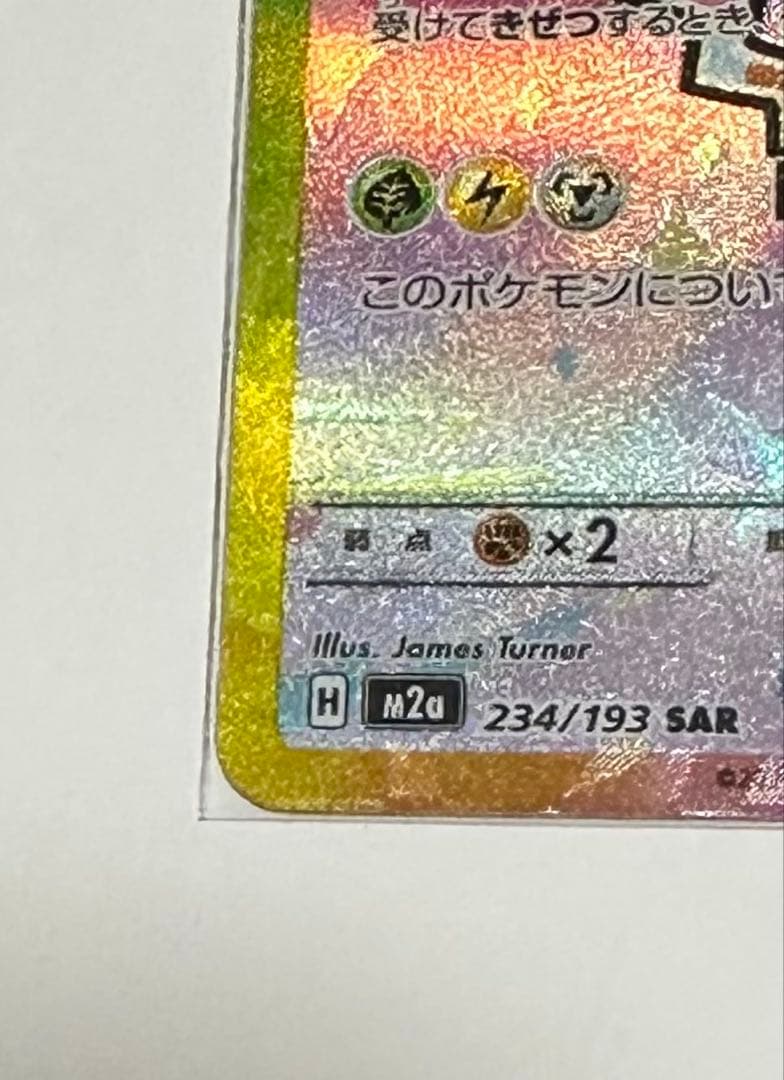 受けてきぜつするとき、
このポケモンについて
弱点 ×2
Illus. James Turner
H M2a 234/193 SAR
©